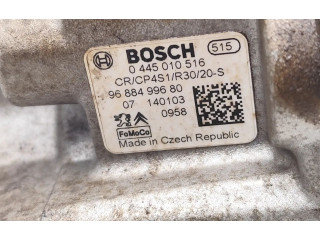 BOSCH 515
0 445 010 516
CR/CP4S1/R30/20-S
96 884 996 80
07 140103
0958
FoMoCo
Made in Czech Republic